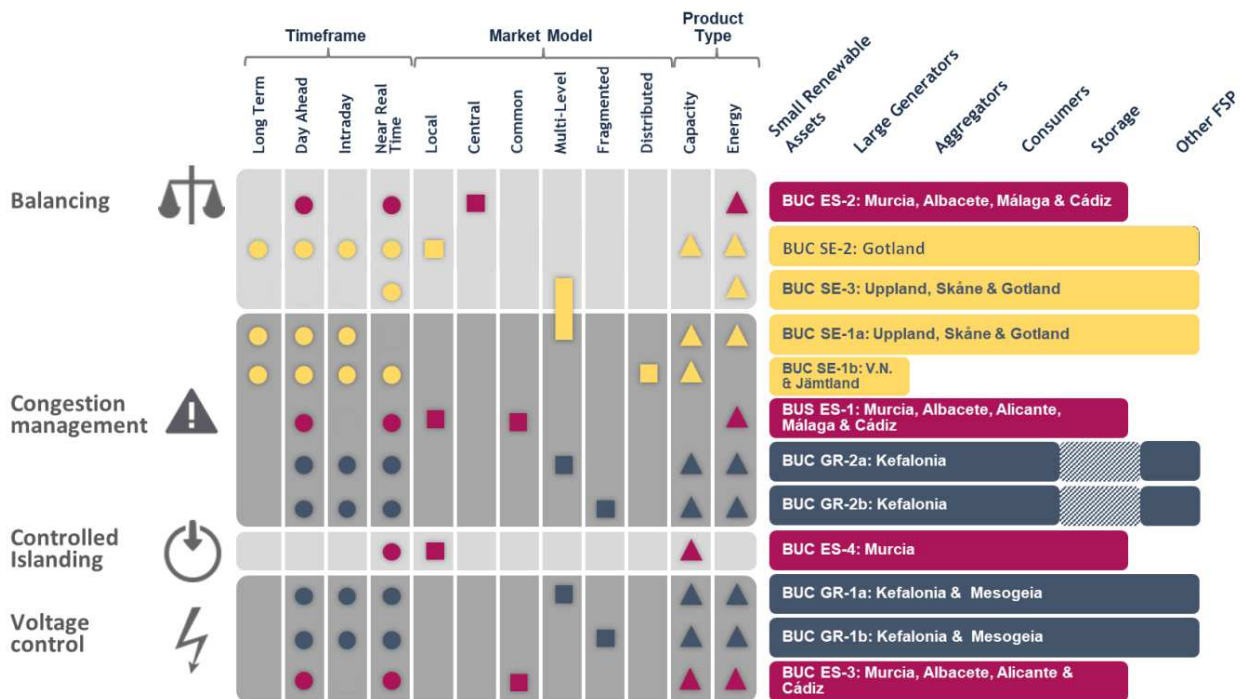 Timeframe
Market Model
Product
Type
Long Term
Day Ahead
Intraday
Near Real
Time
Local
Central
Common
Multi-Level
Fragmented
Distributed
Capacity
Energy
Small Renewable
Assets
Large Generators
Aggregators
Consumers
Storage
Other FSP
Balancing
BUC ES-2: Murcia, Albacete, Málaga & Cádiz
BUC SE-2: Gotland
BUC SE-3: Uppland, Skåne & Gotland
Congestion
management
BUC SE-1a: Uppland, Skåne & Gotland
BUC SE-1b: V.N.
& Jämtland
BUS ES-1: Murcia, Albacete, Alicante,
Málaga & Cádiz
BUC GR-2a: Kefalonia
BUC GR-2b: Kefalonia
Controlled
Islanding
BUC ES-4: Murcia
Voltage
control
BUC GR-1a: Kefalonia & Mesogeia
BUC GR-1b: Kefalonia & Mesogeia
BUC ES-3: Murcia, Albacete, Alicante &
Cádiz